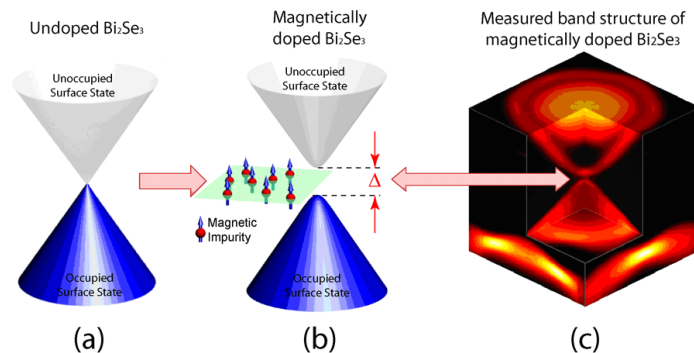 Undoped Bi₂Se₃
Unoccupied
Surface State
Occupied
Surface State
(a)
Magnetically
doped Bi₂Se₃
Unoccupied
Surface State
Δ
Magnetic
Impurity
Occupied
Surface State
(b)
Measured band structure of
magnetically doped Bi₂Se₃
(c)